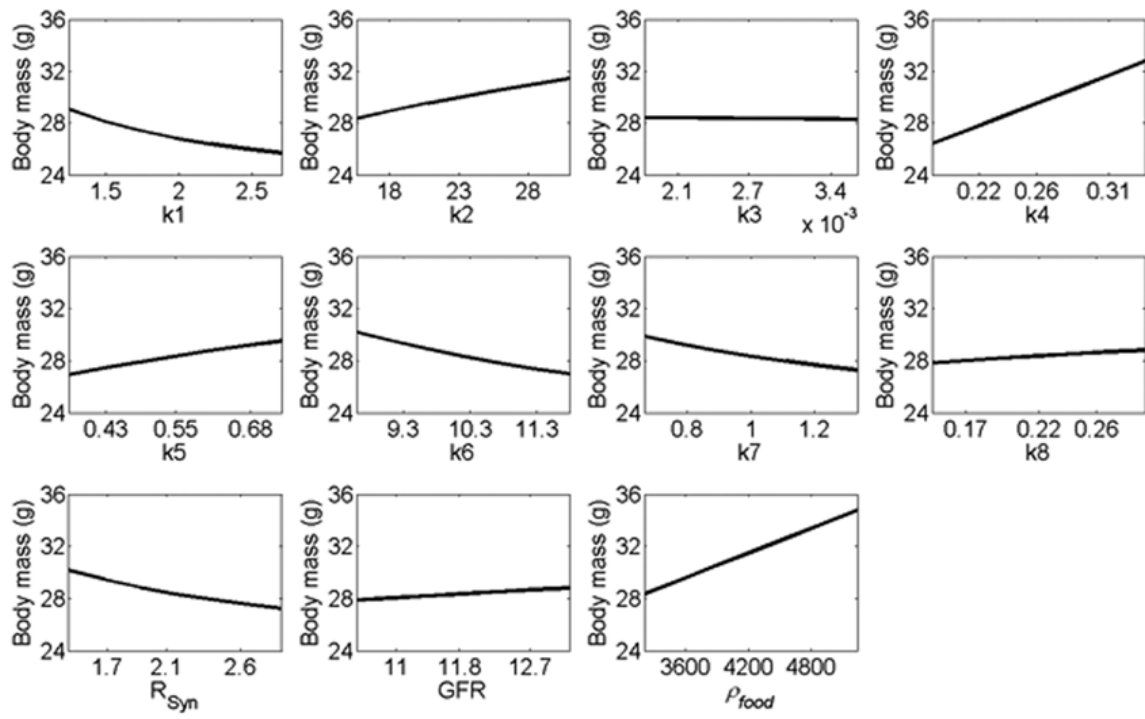 36
32
28
24
Body mass (g)
1.5 2 2.5
k1
36
32
28
24
Body mass (g)
18 23 28
k2
36
32
28
24
Body mass (g)
2.1 2.7 3.4
k3
x 10-3
36
32
28
24
Body mass (g)
0.22 0.26 0.31
k4
36
32
28
24
Body mass (g)
0.43 0.55 0.68
k5
36
32
28
24
Body mass (g)
9.3 10.3 11.3
k6
36
32
28
24
Body mass (g)
0.8 1 1.2
k7
36
32
28
24
Body mass (g)
0.17 0.22 0.26
k8
36
32
28
24
Body mass (g)
1.7 2.1 2.6
RSyn
36
32
28
24
Body mass (g)
11 11.8 12.7
GFR
36
32
28
24
Body mass (g)
3600 4200 4800
ρfood